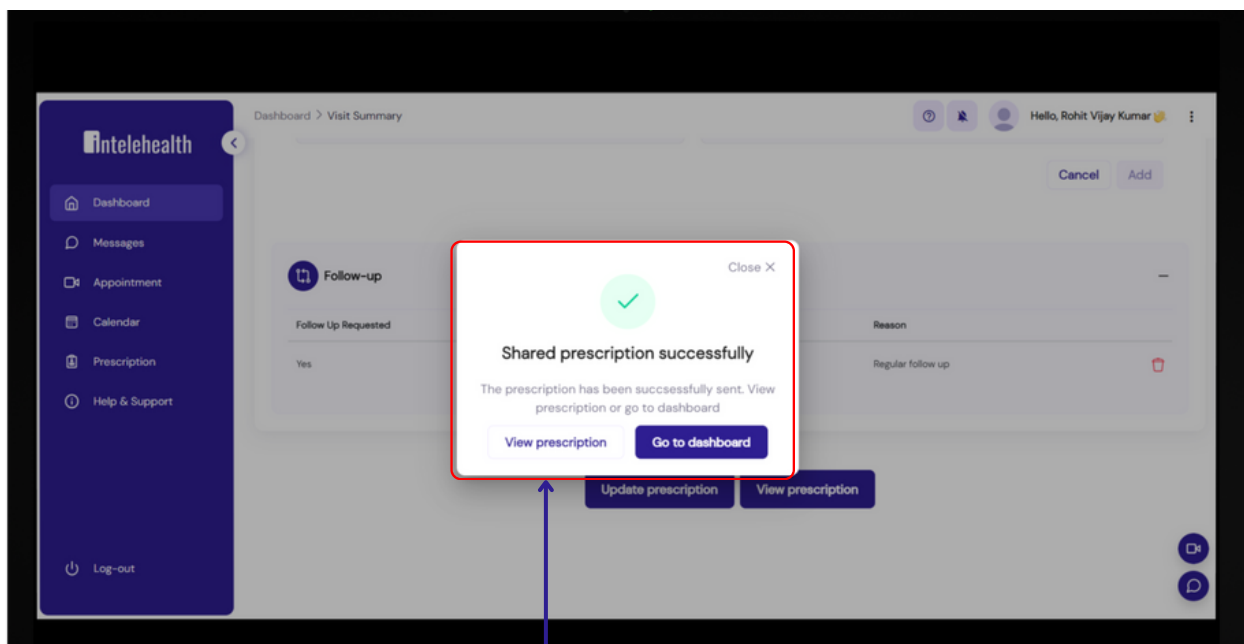 intelehealth
Dashboard > Visit Summary
Hello, Rohit Vijay Kumar 👋
Dashboard
Messages
Appointment
Calendar
Prescription
Help & Support
Log-out
Cancel Add
Follow-up
Follow Up Requested
Reason
Yes
Regular follow up
Close X
Shared prescription successfully
The prescription has been succsessfully sent. View
prescription or go to dashboard
View prescription Go to dashboard
Update prescription View prescription